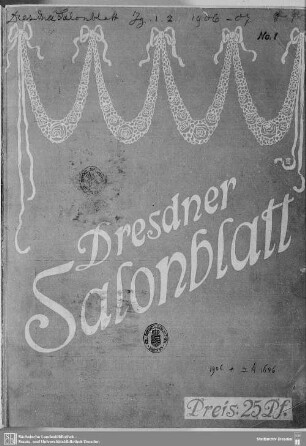 Dresdner Salonblatt Jg. 1. 2 1906-07
No. 1
Dresdner
Salonblatt
Preis: 25 Pf.